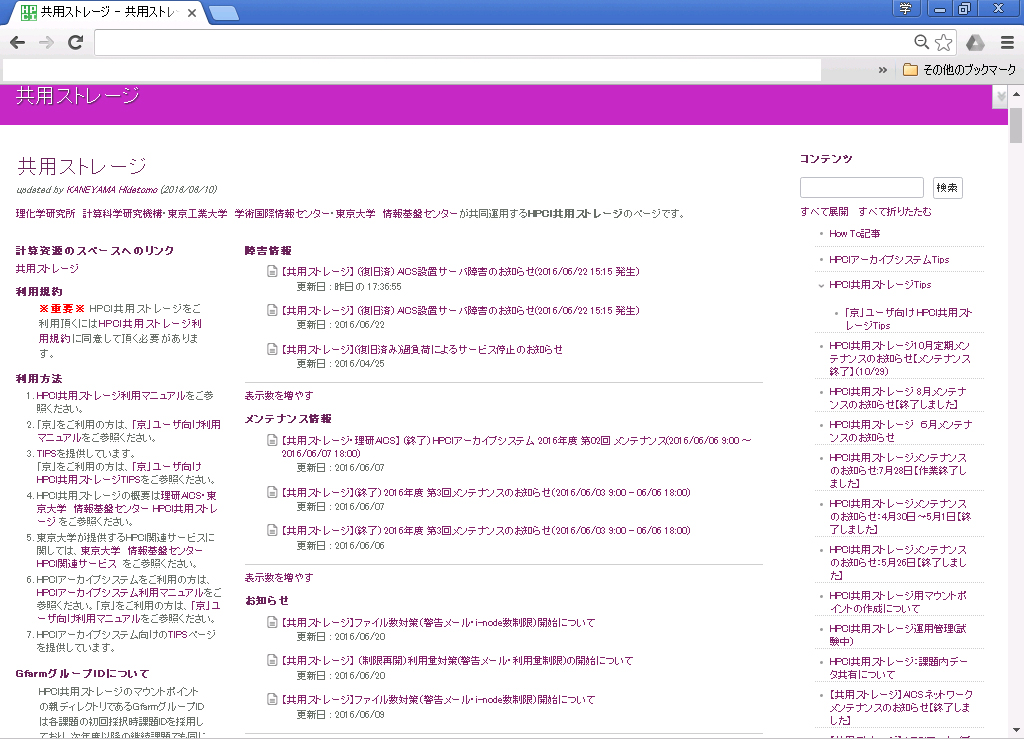 共用ストレージ - 共用ストレ
学
その他のブックマーク
共用ストレージ
共用ストレージ
updated by KANEYAMA Hidetomo (2016/06/10)
理化学研究所　計算科学研究機構・東京工業大学　学術国際情報センター・東京大学　情報基盤センターが共同運用するHPCI共用ストレージのページです。
計算資源のスペースへのリンク
共用ストレージ
利用規約
※重要※ HPCI共用ストレージをご
利用頂くにはHPCI共用ストレージ利
用規約に同意して頂く必要がありま
す。
利用方法
1. HPCI共用ストレージ利用マニュアルをご参
照ください。
2. 「京」をご利用の方は、「京」ユーザ向け利用
マニュアルをご参照ください。
3. TIPSを提供しています。
「京」をご利用の方は、「京」ユーザ向け
HPCI共用ストレージTIPSをご参照ください。
4. HPCI共用ストレージの概要は理研AICS・東
京大学　情報基盤センター HPCI共用ストレ
ージ をご参照ください。
5. 東京大学が提供するHPCI関連サービスに
関しては、東京大学　情報基盤センター
HPCI関連サービス をご参照ください。
6. HPCIアーカイブシステムをご利用の方は、
HPCIアーカイブシステム利用マニュアルをご
参照ください。「京」をご利用の方は、「京」ユ
ーザ向け利用マニュアルをご参照ください。
7. HPCIアーカイブシステム向けのTIPSページ
を提供しています。
GfarmグループIDについて
HPCI共用ストレージのマウントポイント
の親ディレクトリであるGfarmグループID
は各課題の初回採択時課題IDを採用し
ており、次年度以降の継続課題でも同じ
障害情報
【共用ストレージ】 (復旧済) AICS設置サーバ障害のお知らせ(2016/06/22 15:15 発生)
更新日 : 昨日の 17:36:55
【共用ストレージ】 (復旧済) AICS設置サーバ障害のお知らせ(2016/06/22 15:15 発生)
更新日 : 2016/06/22
【共用ストレージ】(復旧済み)過負荷によるサービス停止のお知らせ
更新日 : 2016/04/25
表示数を増やす
メンテナンス情報
【共用ストレージ・理研AICS】 (終了) HPCIアーカイブシステム 2016年度 第02回 メンテナンス(2016/06/06 9:00 ～
2016/06/07 18:00)
更新日 : 2016/06/07
【共用ストレージ】(終了) 2016年度 第3回メンテナンスのお知らせ(2016/06/03 9:00 - 06/06 18:00)
更新日 : 2016/06/07
【共用ストレージ】(終了) 2016年度 第3回メンテナンスのお知らせ(2016/06/03 9:00 - 06/06 18:00)
更新日 : 2016/06/06
表示数を増やす
お知らせ
【共用ストレージ】ファイル数対策(警告メール・i-node数制限)開始について
更新日 : 2016/06/20
【共用ストレージ】 (制限再開)利用量対策(警告メール・利用量制限)の開始について
更新日 : 2016/06/20
【共用ストレージ】ファイル数対策(警告メール・i-node数制限)開始について
更新日 : 2016/06/09
コンテンツ
検索
すべて展開　すべて折りたたむ
How To記事
HPCIアーカイブシステムTips
HPCI共用ストレージTips
「京」ユーザ向け HPCI共用スト
レージTips
HPCI共用ストレージ10月定期メン
テナンスのお知らせ【メンテナンス
終了】(10/29)
HPCI共用ストレージ 8月メンテナ
ンスのお知らせ【終了しました】
HPCI共用ストレージ　6月メンテナ
ンスのお知らせ
HPCI共用ストレージメンテナンス
のお知らせ:7月28日【作業終了し
ました】
HPCI共用ストレージメンテナンス
のお知らせ:4月30日～5月1日【終
了しました】
HPCI共用ストレージメンテナンス
のお知らせ:5月26日【終了しまし
た】
HPCI共用ストレージ用マウントポ
イントの作成について
HPCI共用ストレージ運用管理(試
験中)
HPCI共用ストレージ:課題内デー
タ共有について
【共用ストレージ】AICSネットワーク
メンテナンスのお知らせ【終了しま
した】